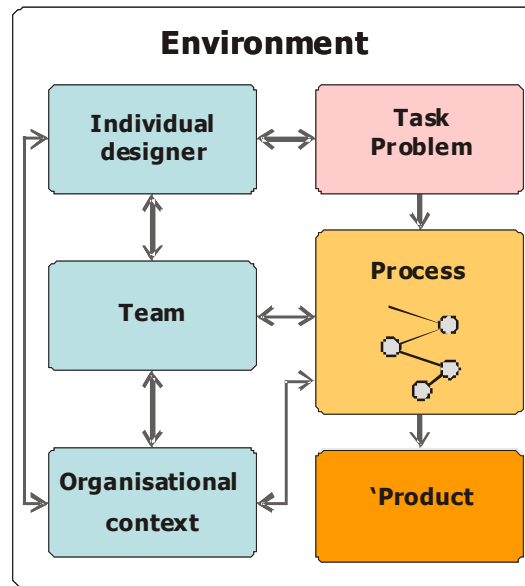 Environment
Individual
designer
Task
Problem
Team
Process
Organisational
context
‘Product